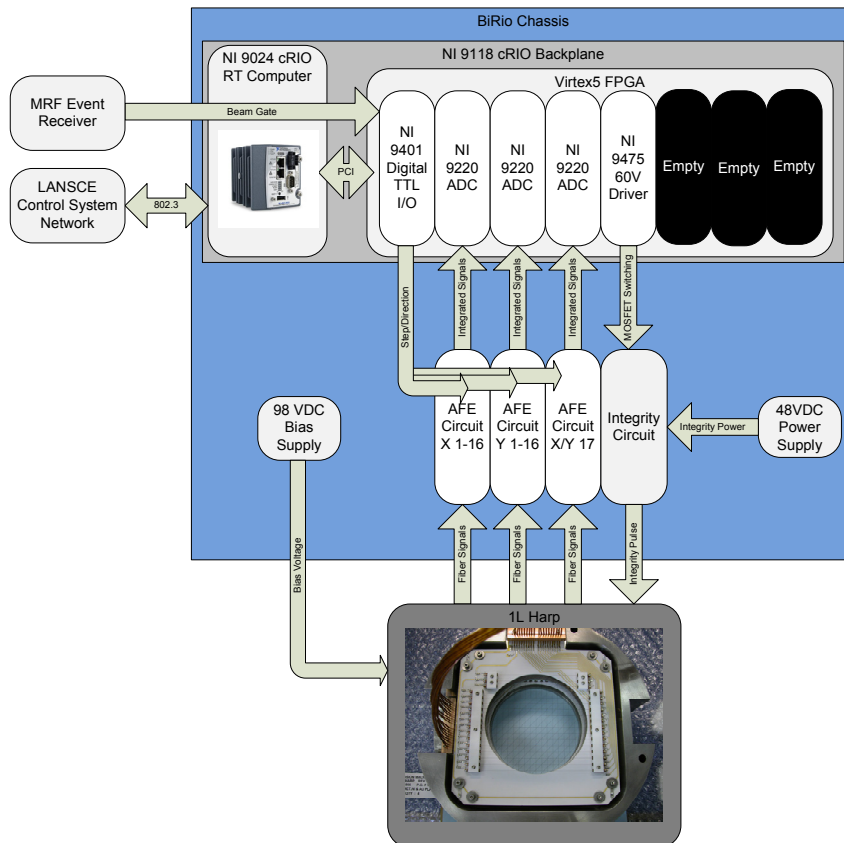 BiRio Chassis
NI 9118 cRIO Backplane
NI 9024 cRIO
RT Computer
Virtex5 FPGA
MRF Event
Receiver
Beam Gate
PCI
NI
9401
Digital
TTL
I/O
NI
9220
ADC
NI
9220
ADC
NI
9220
ADC
NI
9475
60V
Driver
Empty
Empty
Empty
LANSCE
Control System
Network
802.3
Step/Direction
Integrated Signals
Integrated Signals
Integrated Signals
MOSFET Switching
98 VDC
Bias
Supply
AFE
Circuit
X 1-16
AFE
Circuit
Y 1-16
AFE
Circuit
X/Y 17
Integrity
Circuit
Integrity Power
48VDC
Power
Supply
Bias Voltage
Fiber Signals
Fiber Signals
Fiber Signals
Integrity Pulse
1L Harp